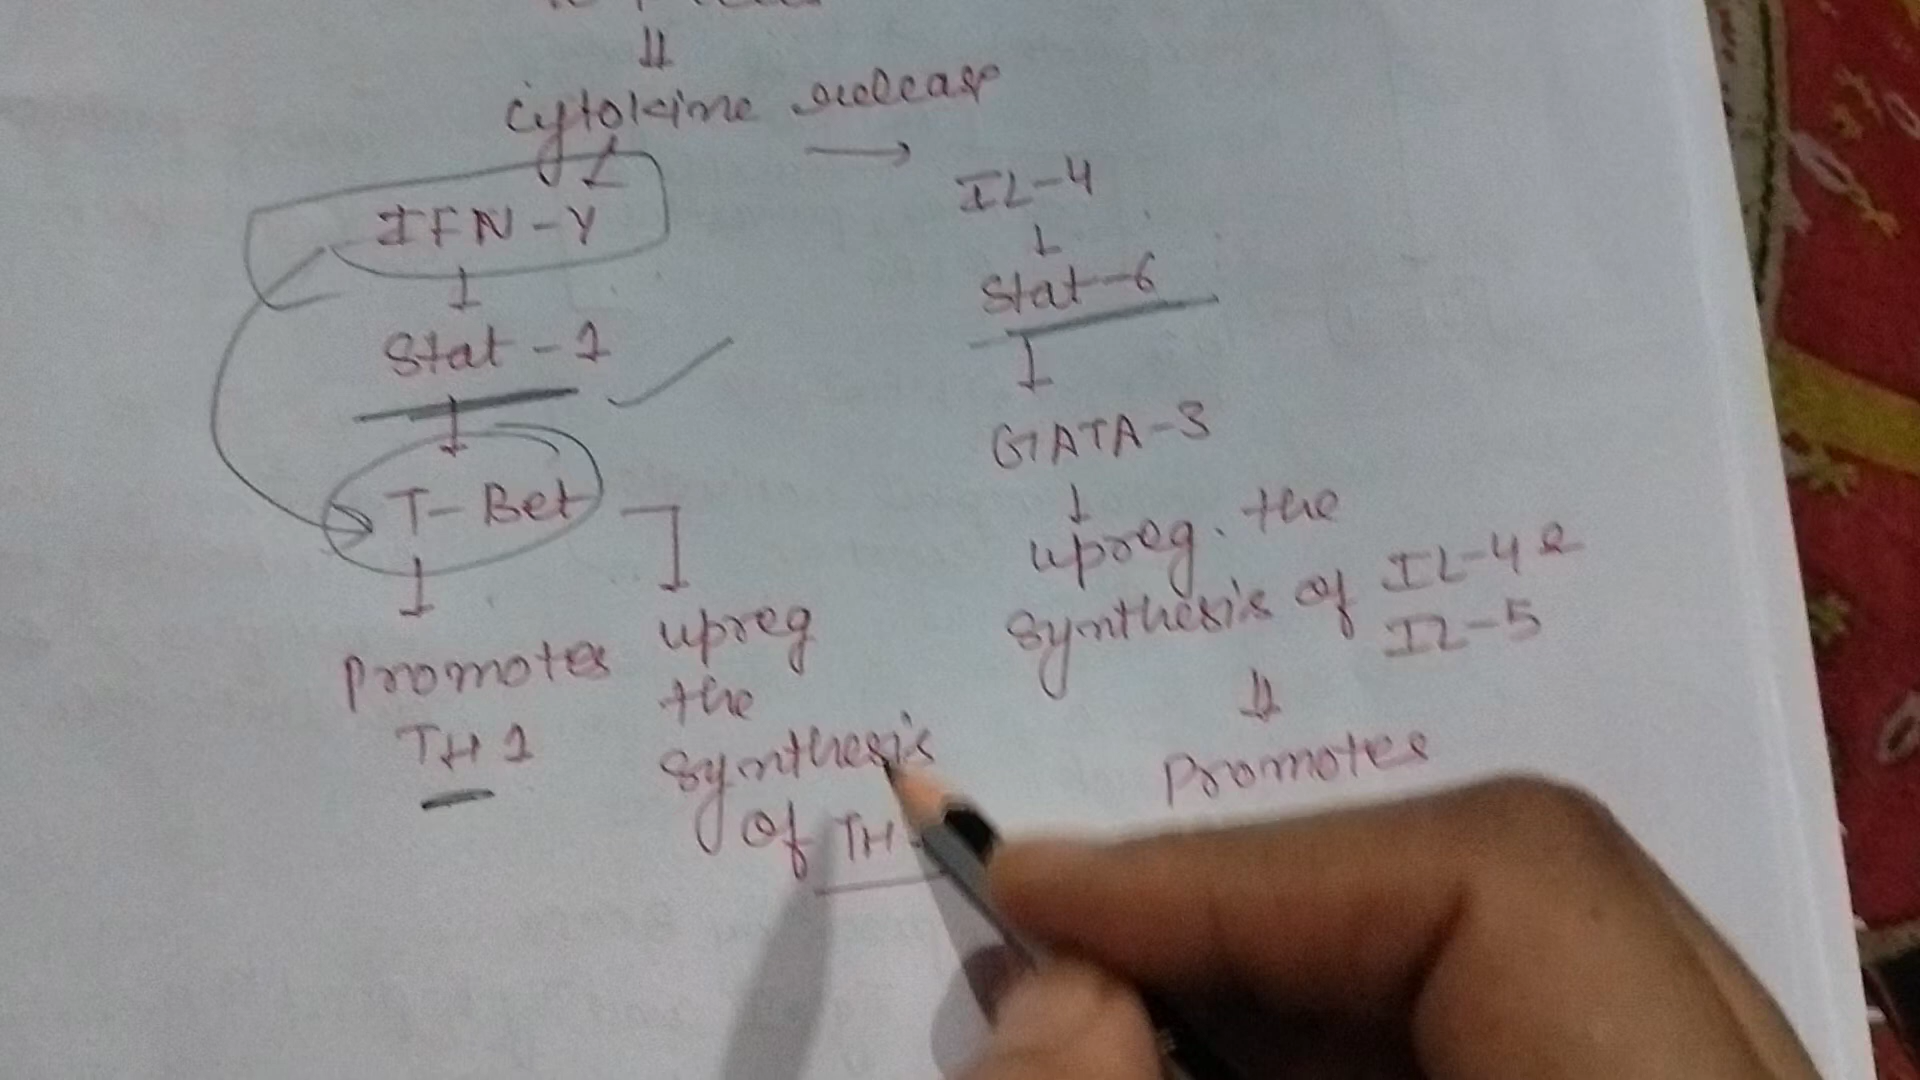 cytokine release
IFN-γ
Stat-1
T-Bet
promotes
TH1
upreg
the
synthesis
of TH
IL-4
Stat-6
GATA-3
upreg. the
synthesis of IL-4 &
IL-5
promotes